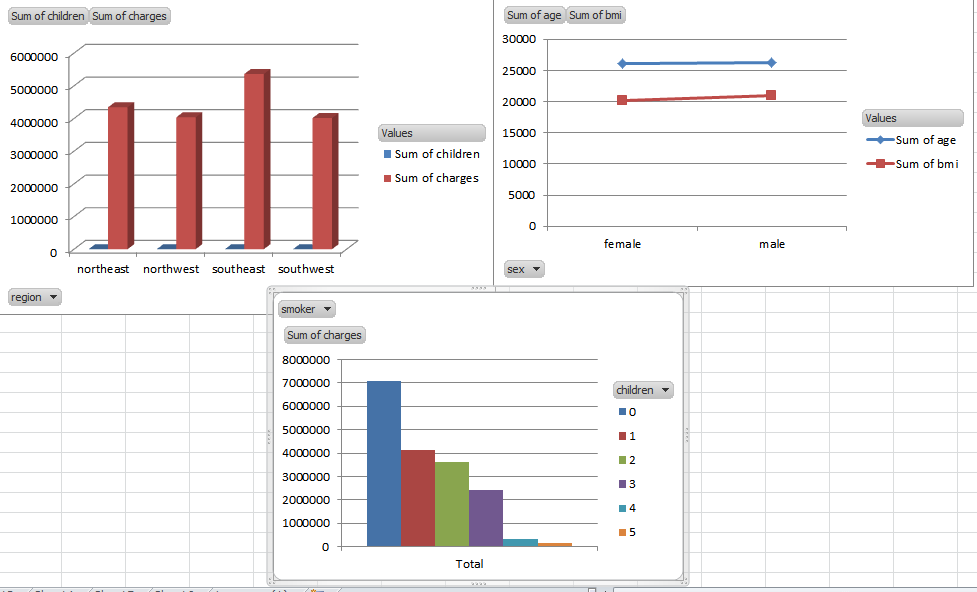 Sum of children Sum of charges
6000000
5000000
4000000
3000000
2000000
1000000
0
northeast northwest southeast southwest
Values
Sum of children
Sum of charges
region
Sum of age Sum of bmi
30000
25000
20000
15000
10000
5000
0
female male
Values
Sum of age
Sum of bmi
sex
smoker
Sum of charges
8000000
7000000
6000000
5000000
4000000
3000000
2000000
1000000
0
Total
children
0
1
2
3
4
5